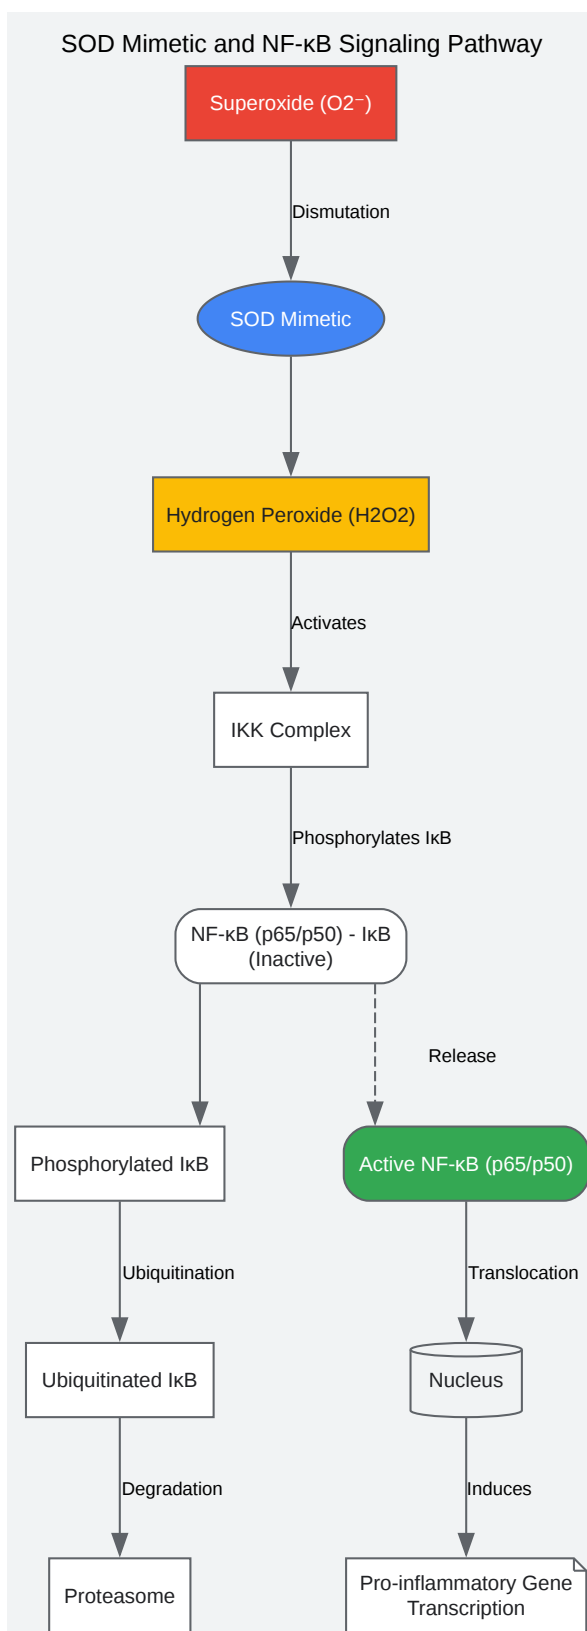 SOD Mimetic and NF-κB Signaling Pathway
Superoxide (O2⁻)
Dismutation
SOD Mimetic
Hydrogen Peroxide (H2O2)
Activates
IKK Complex
Phosphorylates IκB
NF-κB (p65/p50) - IκB
(Inactive)
Release
Phosphorylated IκB
Active NF-κB (p65/p50)
Ubiquitination
Translocation
Ubiquitinated IκB
Nucleus
Degradation
Induces
Proteasome
Pro-inflammatory Gene
Transcription